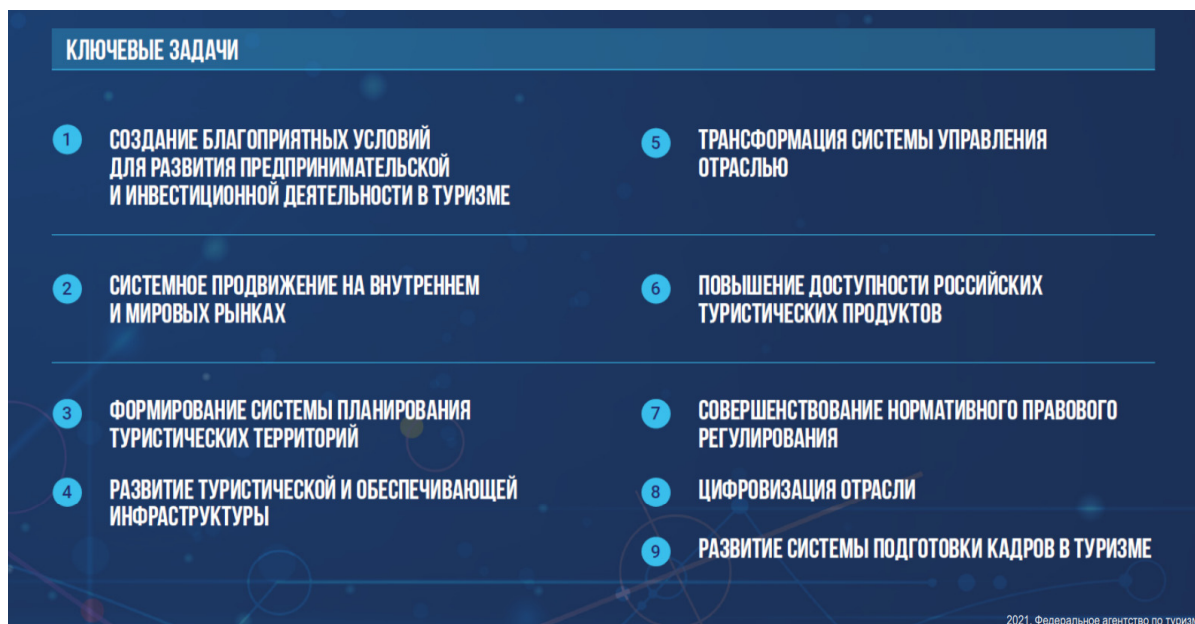 КЛЮЧЕВЫЕ ЗАДАЧИ
1 СОЗДАНИЕ БЛАГОПРИЯТНЫХ УСЛОВИЙ
ДЛЯ РАЗВИТИЯ ПРЕДПРИНИМАТЕЛЬСКОЙ
И ИНВЕСТИЦИОННОЙ ДЕЯТЕЛЬНОСТИ В ТУРИЗМЕ
2 СИСТЕМНОЕ ПРОДВИЖЕНИЕ НА ВНУТРЕННЕМ
И МИРОВЫХ РЫНКАХ
3 ФОРМИРОВАНИЕ СИСТЕМЫ ПЛАНИРОВАНИЯ
ТУРИСТИЧЕСКИХ ТЕРРИТОРИЙ
4 РАЗВИТИЕ ТУРИСТИЧЕСКОЙ И ОБЕСПЕЧИВАЮЩЕЙ
ИНФРАСТРУКТУРЫ
5 ТРАНСФОРМАЦИЯ СИСТЕМЫ УПРАВЛЕНИЯ
ОТРАСЛЬЮ
6 ПОВЫШЕНИЕ ДОСТУПНОСТИ РОССИЙСКИХ
ТУРИСТИЧЕСКИХ ПРОДУКТОВ
7 СОВЕРШЕНСТВОВАНИЕ НОРМАТИВНОГО ПРАВОВОГО
РЕГУЛИРОВАНИЯ
8 ЦИФРОВИЗАЦИЯ ОТРАСЛИ
9 РАЗВИТИЕ СИСТЕМЫ ПОДГОТОВКИ КАДРОВ В ТУРИЗМЕ
2021. Федеральное агентство по